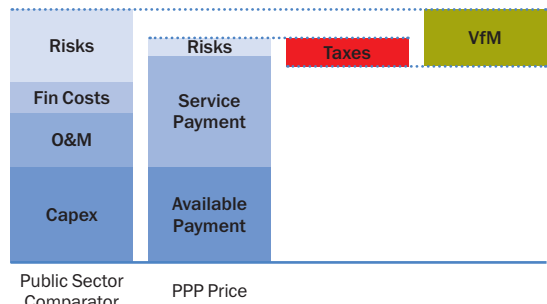 Risks
Fin Costs
O&M
Capex
Risks
Service
Payment
Available
Payment
Taxes
VfM
Public Sector
Comparator
PPP Price